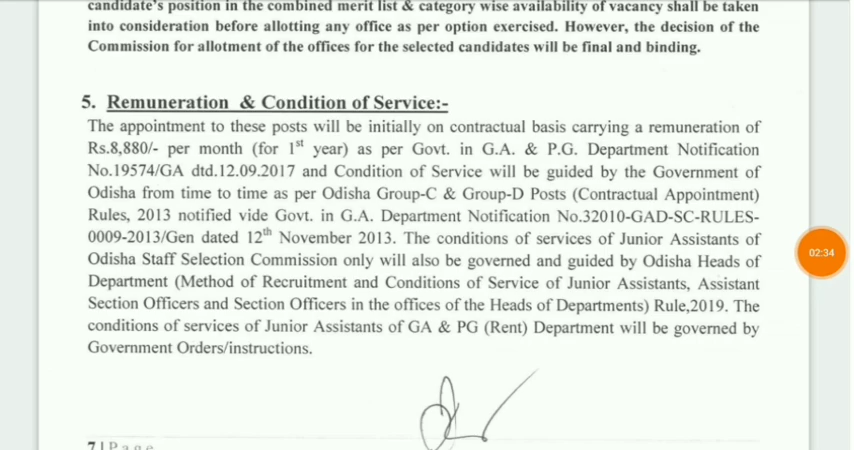 candidate's position in the combined merit list & category wise availability of vacancy shall be taken
into consideration before allotting any office as per option exercised. However, the decision of the
Commission for allotment of the offices for the selected candidates will be final and binding.
5. Remuneration & Condition of Service:-
The appointment to these posts will be initially on contractual basis carrying a remuneration of
Rs.8,880/- per month (for 1st year) as per Govt. in G.A. & P.G. Department Notification
No.19574/GA dtd.12.09.2017 and Condition of Service will be guided by the Government of
Odisha from time to time as per Odisha Group-C & Group-D Posts (Contractual Appointment)
Rules, 2013 notified vide Govt. in G.A. Department Notification No.32010-GAD-SC-RULES-
0009-2013/Gen dated 12th November 2013. The conditions of services of Junior Assistants of
Odisha Staff Selection Commission only will also be governed and guided by Odisha Heads of
Department (Method of Recruitment and Conditions of Service of Junior Assistants, Assistant
Section Officers and Section Officers in the offices of the Heads of Departments) Rule,2019. The
conditions of services of Junior Assistants of GA & PG (Rent) Department will be governed by
Government Orders/instructions.
02:34
7 | P a g e